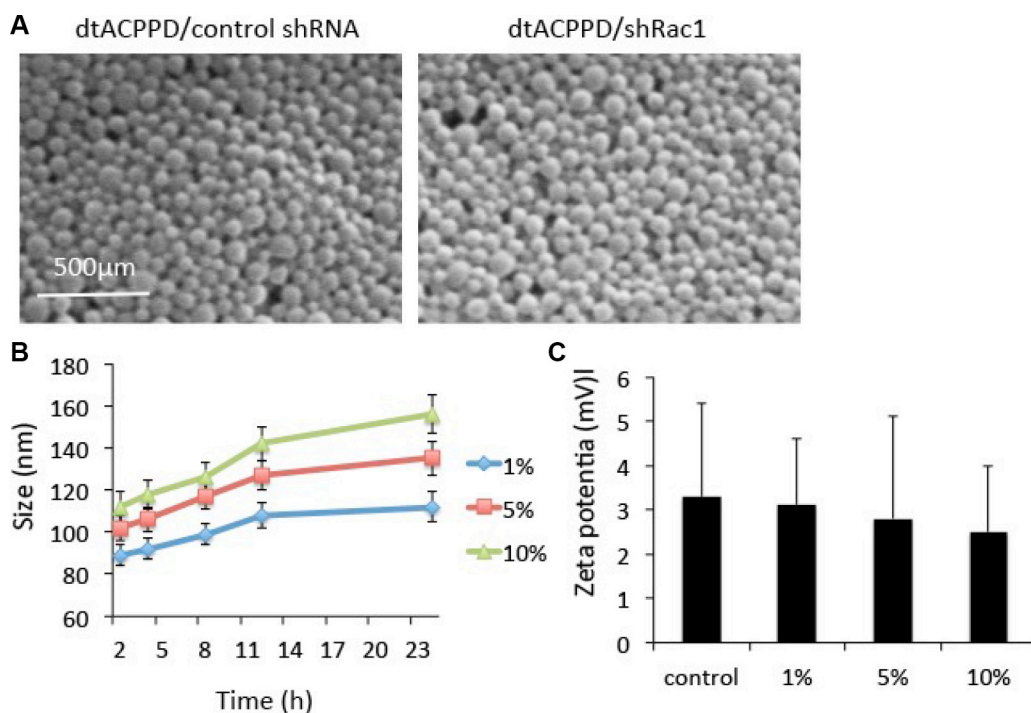 A
dtACPPD/control shRNA
dtACPPD/shRac1
500μm
B
180
160
140
120
100
80
60
Size (nm)
2 5 8 11 14 17 20 23
Time (h)
1%
5%
10%
C
6
5
4
3
2
1
0
Zeta potentia (mV)l
control 1% 5% 10%